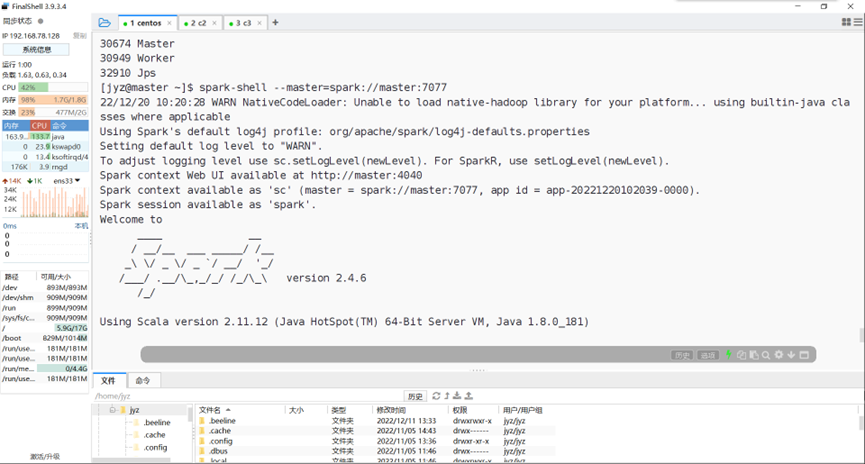 FinalShell 3.9.3.4
同步状态
IP 192.168.78.128 复制
系统信息
运行 1:00
负载 1.63, 0.63, 0.34
CPU 42%
内存 98% 1.7G/1.8G
交换 23% 477M/2G
内存 CPU 命令
163.9... 133.7 java
0 23.9 kswapd0
0 13.4 ksoftirqd/4
176K 3.9 rngd
14K 1K ens33
34K
24K
12K
0ms 本机
0
0
0
路径 可用/大小
/dev 893M/893M
/dev/shm 909M/909M
/run 899M/909M
/sys/fs/c... 909M/909M
/ 5.9G/17G
/boot 829M/1014M
/run/use... 181M/181M
/run/use... 181M/181M
/run/me... 0/4.4G
/run/use... 181M/181M
激活/升级
1 centos 2 c2 3 c3
30674 Master
30949 Worker
32910 Jps
[jyz@master ~]$ spark-shell --master=spark://master:7077
22/12/20 10:20:28 WARN NativeCodeLoader: Unable to load native-hadoop library for your platform... using builtin-java cla
sses where applicable
Using Spark's default log4j profile: org/apache/spark/log4j-defaults.properties
Setting default log level to "WARN".
To adjust logging level use sc.setLogLevel(newLevel). For SparkR, use setLogLevel(newLevel).
Spark context Web UI available at http://master:4040
Spark context available as 'sc' (master = spark://master:7077, app id = app-20221220102039-0000).
Spark session available as 'spark'.
Welcome to
version 2.4.6
Using Scala version 2.11.12 (Java HotSpot(TM) 64-Bit Server VM, Java 1.8.0_181)
历史 选项
文件 命令
/home/jyz 历史
jyz
.beeline
.cache
.config
文件名 大小 类型 修改时间 权限 用户/用户组
.beeline 文件夹 2022/12/11 13:33 drwxrwxr-x jyz/jyz
.cache 文件夹 2022/11/05 14:43 drwx------ jyz/jyz
.config 文件夹 2022/11/05 13:36 drwxr-xr-x jyz/jyz
.dbus 文件夹 2022/11/05 11:46 drwx------ jyz/jyz
.local 文件夹 2022/11/05 11:46 jyz/jyz